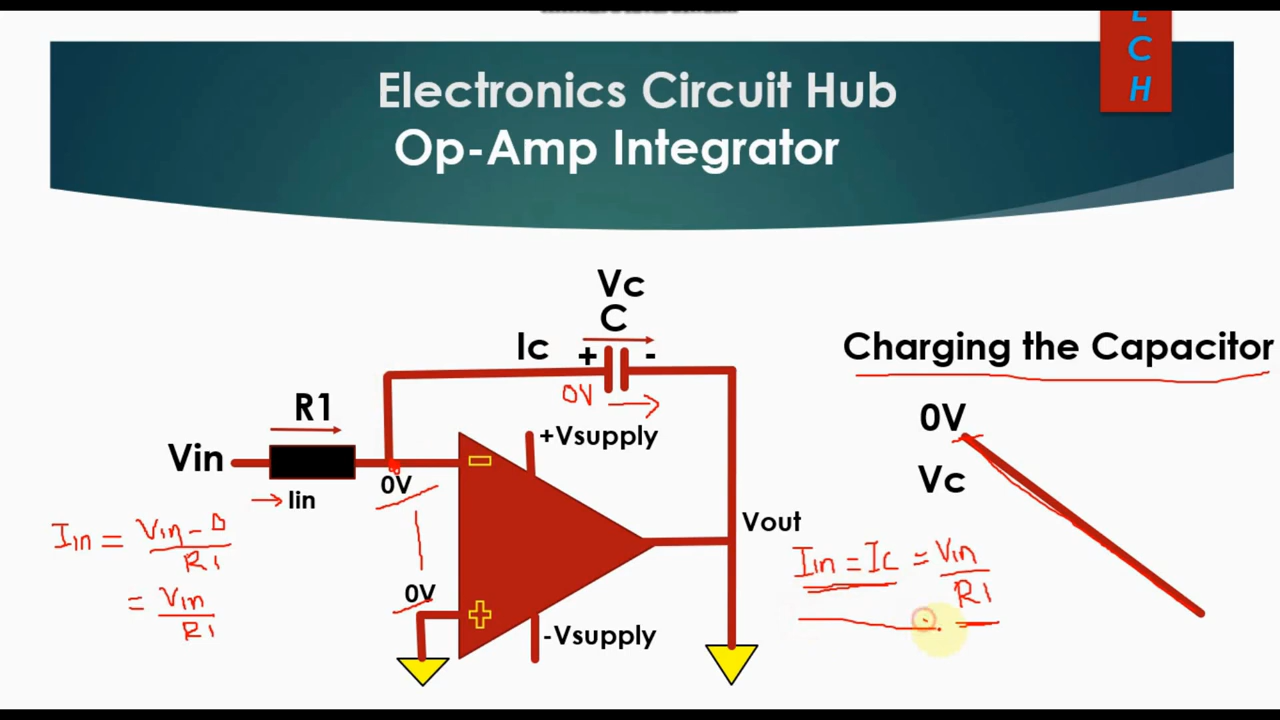 E
C
H
Electronics Circuit Hub
Op-Amp Integrator
Vc
C
Ic
+ -
0V
Charging the Capacitor
R1
0V
+Vsupply
Vin
−
0V
Vc
Iin
Vout
Iin = Vin - 0
R1
= Vin
R1
Iin = Ic = Vin
R1
0V
+
-Vsupply